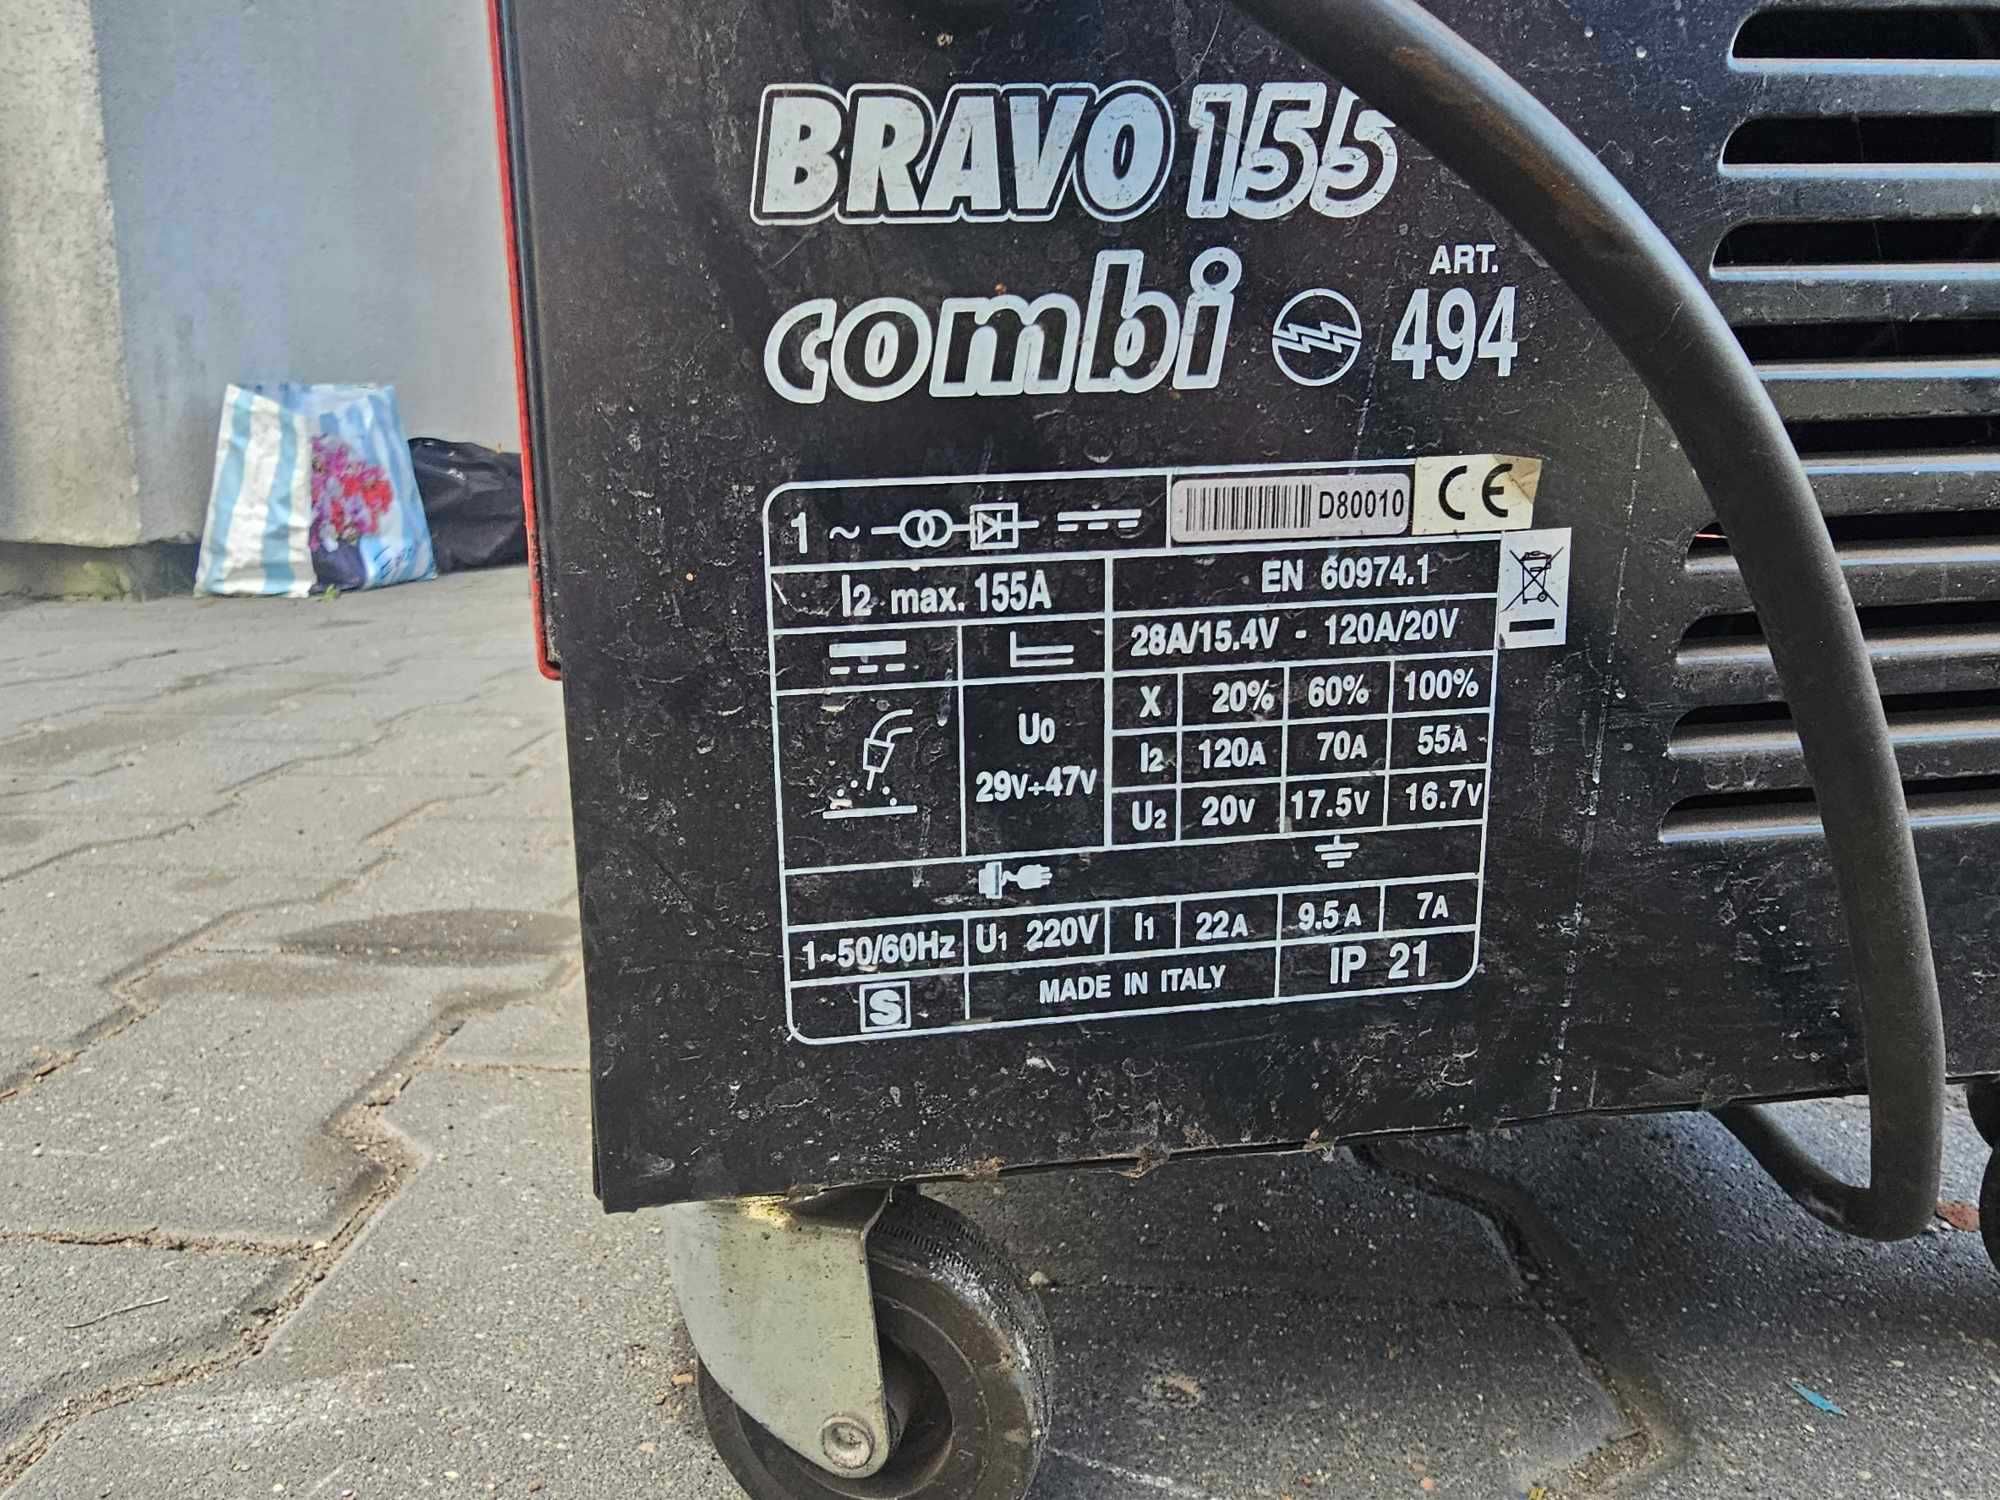 BRAVO 155
combi
ART.
494
1~
D80010
CE
I2 max. 155A
EN 60974.1
28A/15.4V - 120A/20V
X 20% 60% 100%
U0
29V÷47V
I2 120A 70A 55A
U2 20V 17.5V 16.7V
1~50/60Hz U1 220V I1 22A 9.5A 7A
S
MADE IN ITALY
IP 21